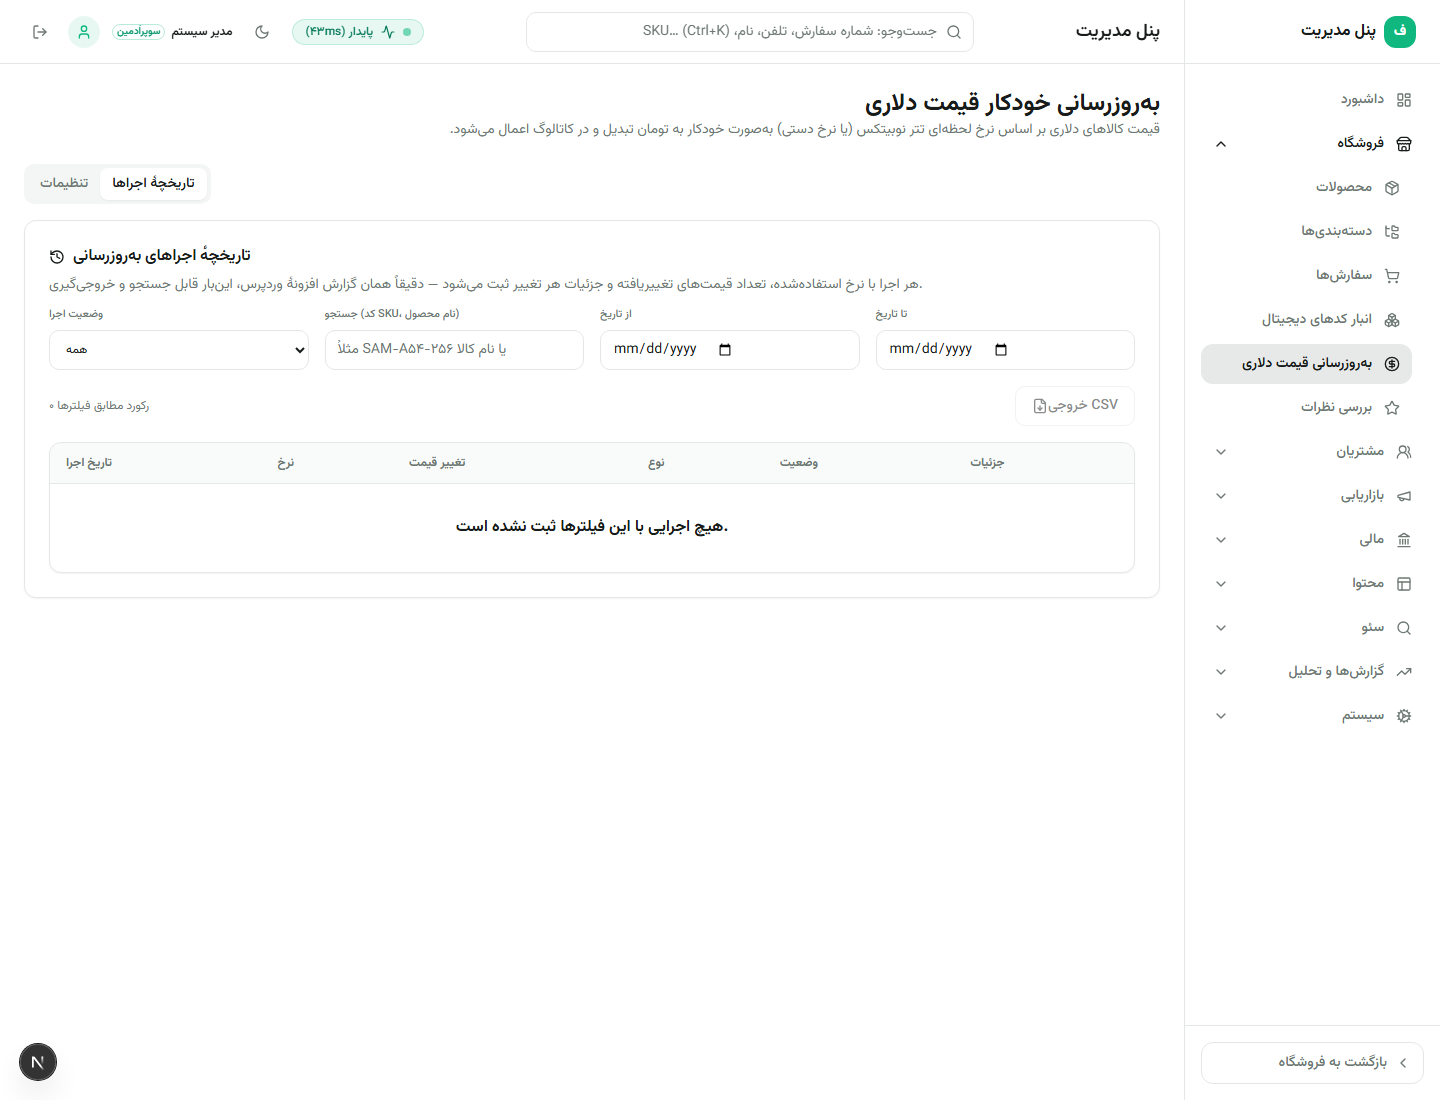 ف پنل مدیریت
پنل مدیریت
جست‌وجو: شماره سفارش، تلفن، نام، SKU… (Ctrl+K)
پایدار (۴۳ms)
مدیر سیستم سوپرادمین
داشبورد
فروشگاه
محصولات
دسته‌بندی‌ها
سفارش‌ها
انبار کدهای دیجیتال
به‌روزرسانی قیمت دلاری
بررسی نظرات
مشتریان
بازاریابی
مالی
محتوا
سئو
گزارش‌ها و تحلیل
سیستم
بازگشت به فروشگاه
به‌روزرسانی خودکار قیمت دلاری
قیمت کالاهای دلاری بر اساس نرخ لحظه‌ای تتر نوبیتکس (یا نرخ دستی) به‌صورت خودکار به تومان تبدیل و در کاتالوگ اعمال می‌شود.
تاریخچهٔ اجراها تنظیمات
تاریخچهٔ اجراهای به‌روزرسانی
هر اجرا با نرخ استفاده‌شده، تعداد قیمت‌های تغییریافته و جزئیات هر تغییر ثبت می‌شود — دقیقاً همان گزارش افزونهٔ وردپرس، این‌بار قابل جستجو و خروجی‌گیری.
وضعیت اجرا
همه
جستجو (کد SKU، نام محصول)
مثلاً SAM-A۵۴-۲۵۶ یا نام کالا
از تاریخ
mm/dd/yyyy
تا تاریخ
mm/dd/yyyy
۰ رکورد مطابق فیلترها
خروجی CSV
تاریخ اجرا نرخ تغییر قیمت نوع وضعیت جزئیات
هیچ اجرایی با این فیلترها ثبت نشده است.
N